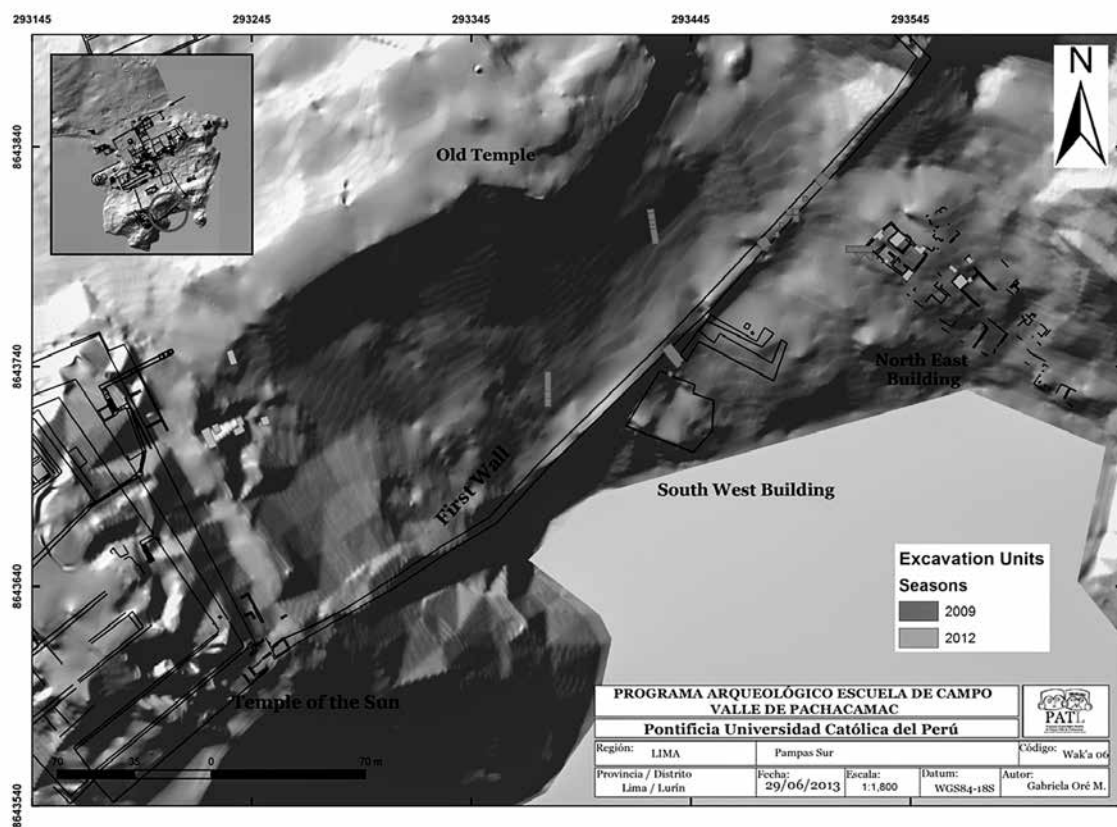 293145 293245 293345 293445 293545
8643840
8643740
8643640
8643540
N
Old Temple
North East
Building
First Wall
South West Building
Temple of the Sun
Excavation Units
Seasons
2009
2012
70 35 0 70 m
PROGRAMA ARQUEOLÓGICO ESCUELA DE CAMPO
VALLE DE PACHACAMAC
Pontificia Universidad Católica del Perú
PATL
Región: LIMA Pampas Sur Código: Wak'a 06
Provincia / Distrito Fecha: Escala: Datum: Autor:
Lima / Lurín 29/06/2013 1:1,800 WGS84-18S Gabriela Oré M.